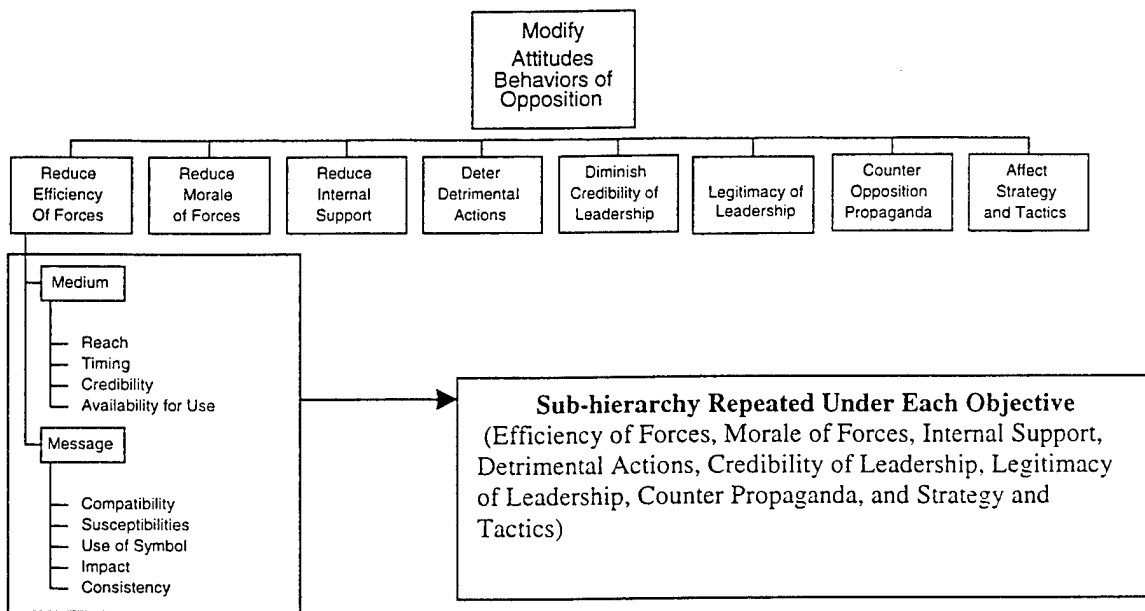 Modify
Attitudes
Behaviors of
Opposition
Reduce
Efficiency
Of Forces
Reduce
Morale
of Forces
Reduce
Internal
Support
Deter
Detrimental
Actions
Diminish
Credibility of
Leadership
Legitimacy of
Leadership
Counter
Opposition
Propaganda
Affect
Strategy
and Tactics
Medium
Reach
Timing
Credibility
Availability for Use
Message
Compatibility
Susceptibilities
Use of Symbol
Impact
Consistency
Sub-hierarchy Repeated Under Each Objective
(Efficiency of Forces, Morale of Forces, Internal Support,
Detrimental Actions, Credibility of Leadership, Legitimacy
of Leadership, Counter Propaganda, and Strategy and
Tactics)